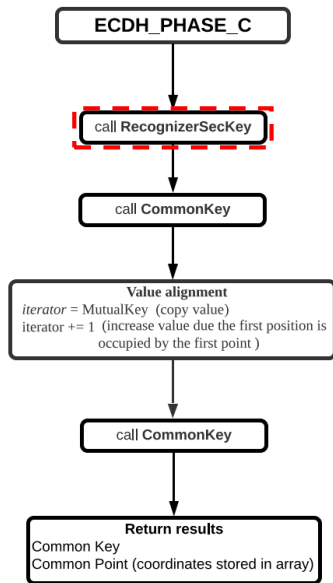 ECDH_PHASE_C
call RecognizerSecKey
call CommonKey
Value alignment
iterator = MutualKey (copy value)
iterator += 1 (increase value due the first position is
occupied by the first point )
call CommonKey
Return results
Common Key
Common Point (coordinates stored in array)